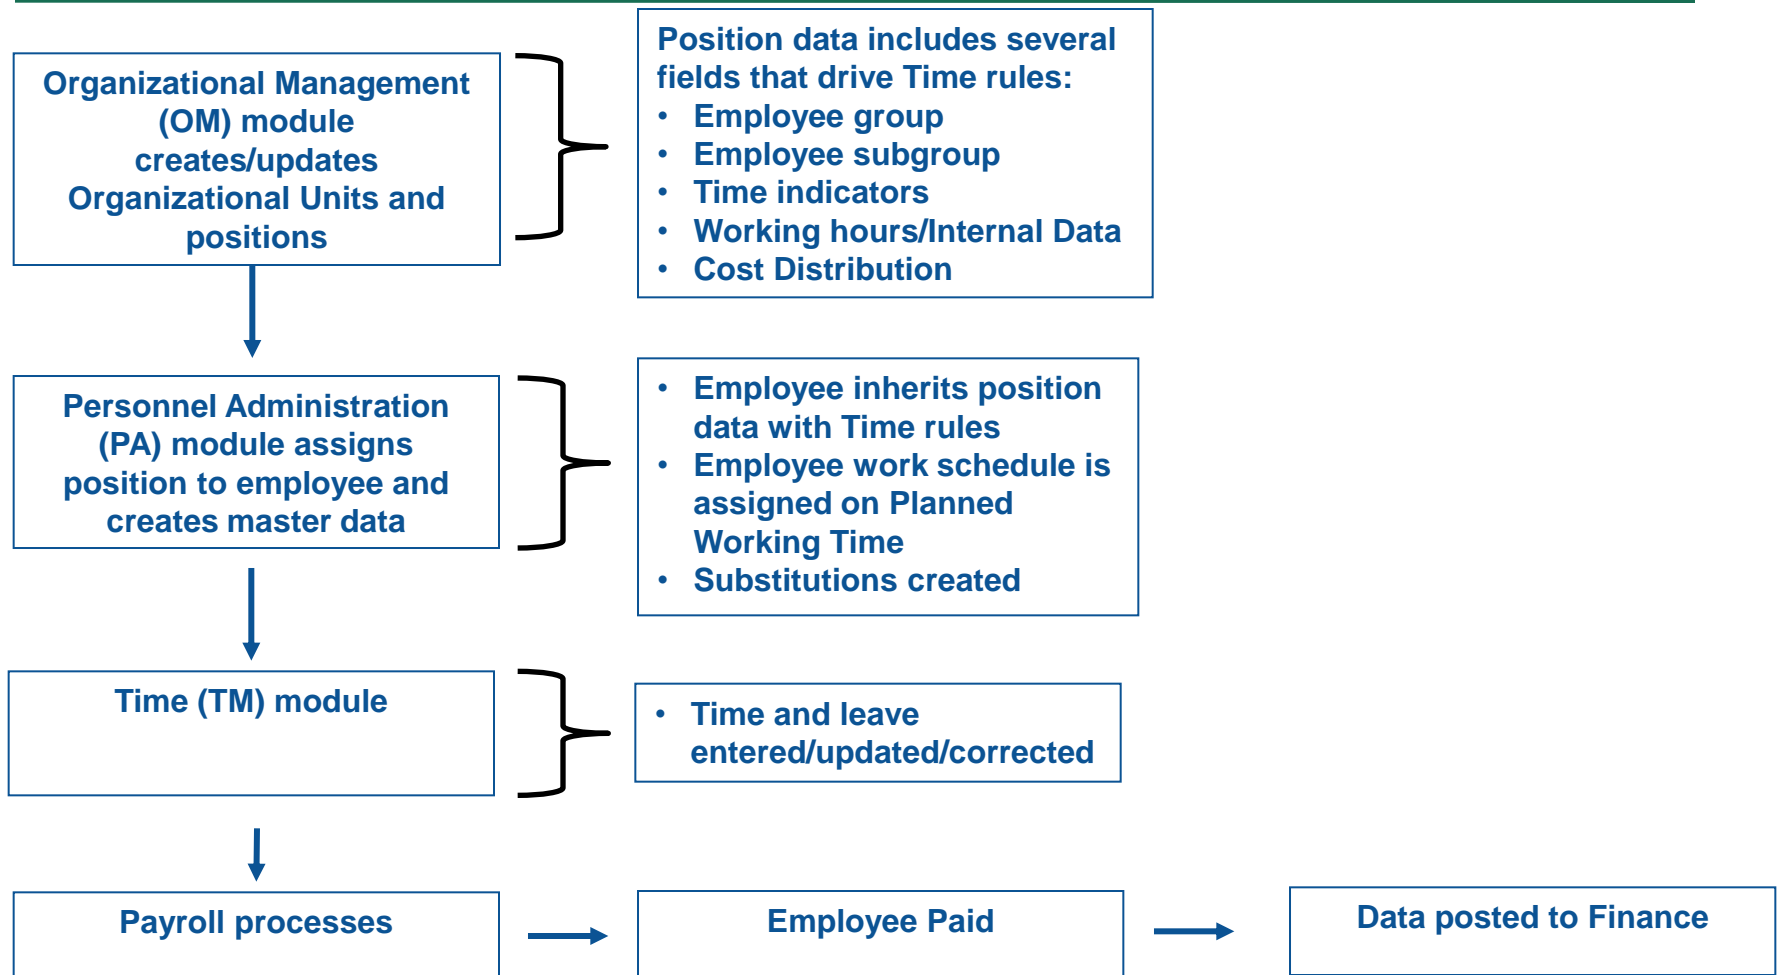 Organizational Management
(OM) module
creates/updates
Organizational Units and
positions
Position data includes several
fields that drive Time rules:
• Employee group
• Employee subgroup
• Time indicators
• Working hours/Internal Data
• Cost Distribution
Personnel Administration
(PA) module assigns
position to employee and
creates master data
• Employee inherits position
data with Time rules
• Employee work schedule is
assigned on Planned
Working Time
• Substitutions created
Time (TM) module
• Time and leave
entered/updated/corrected
Payroll processes
Employee Paid
Data posted to Finance